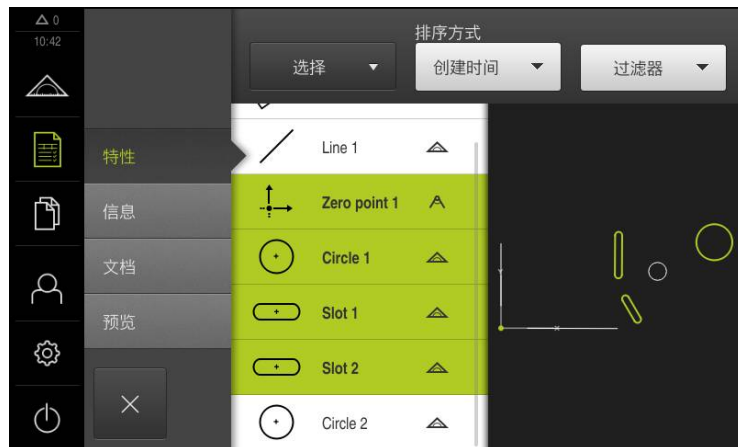 0
10:42
排序方式
选择
创建时间
过滤器
特性
信息
文档
预览
Line 1
Zero point 1
Circle 1
Slot 1
Slot 2
Circle 2